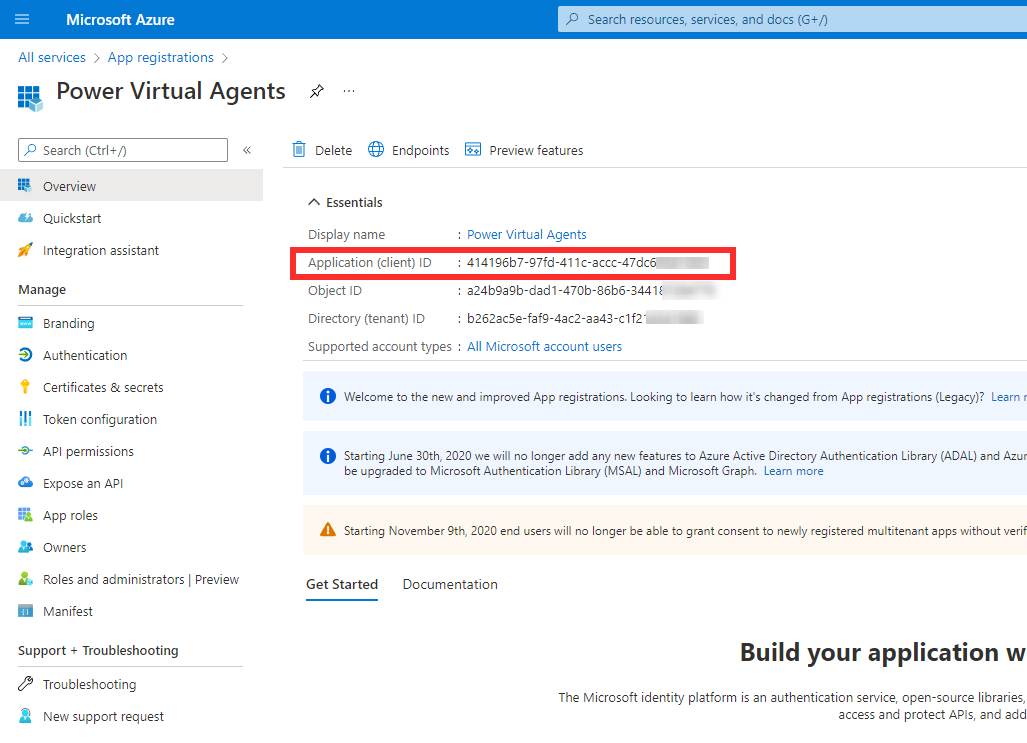 Microsoft Azure
Search resources, services, and docs (G+/)
All services > App registrations >
Power Virtual Agents
...
Search (Ctrl+/)
«
Overview
Quickstart
Integration assistant
Manage
Branding
Authentication
Certificates & secrets
Token configuration
API permissions
Expose an API
App roles
Owners
Roles and administrators | Preview
Manifest
Support + Troubleshooting
Troubleshooting
New support request
Delete Endpoints Preview features
Essentials
Display name : Power Virtual Agents
Application (client) ID : 414196b7-97fd-411c-accc-47dc6
Object ID : a24b9a9b-dad1-470b-86b6-34418
Directory (tenant) ID : b262ac5e-faf9-4ac2-aa43-c1f21
Supported account types : All Microsoft account users
Welcome to the new and improved App registrations. Looking to learn how it's changed from App registrations (Legacy)? Learn
Starting June 30th, 2020 we will no longer add any new features to Azure Active Directory Authentication Library (ADAL) and Azur
be upgraded to Microsoft Authentication Library (MSAL) and Microsoft Graph. Learn more
Starting November 9th, 2020 end users will no longer be able to grant consent to newly registered multitenant apps without verif
Get Started Documentation
Build your application w
The Microsoft identity platform is an authentication service, open-source libraries,
access and protect APIs, and add